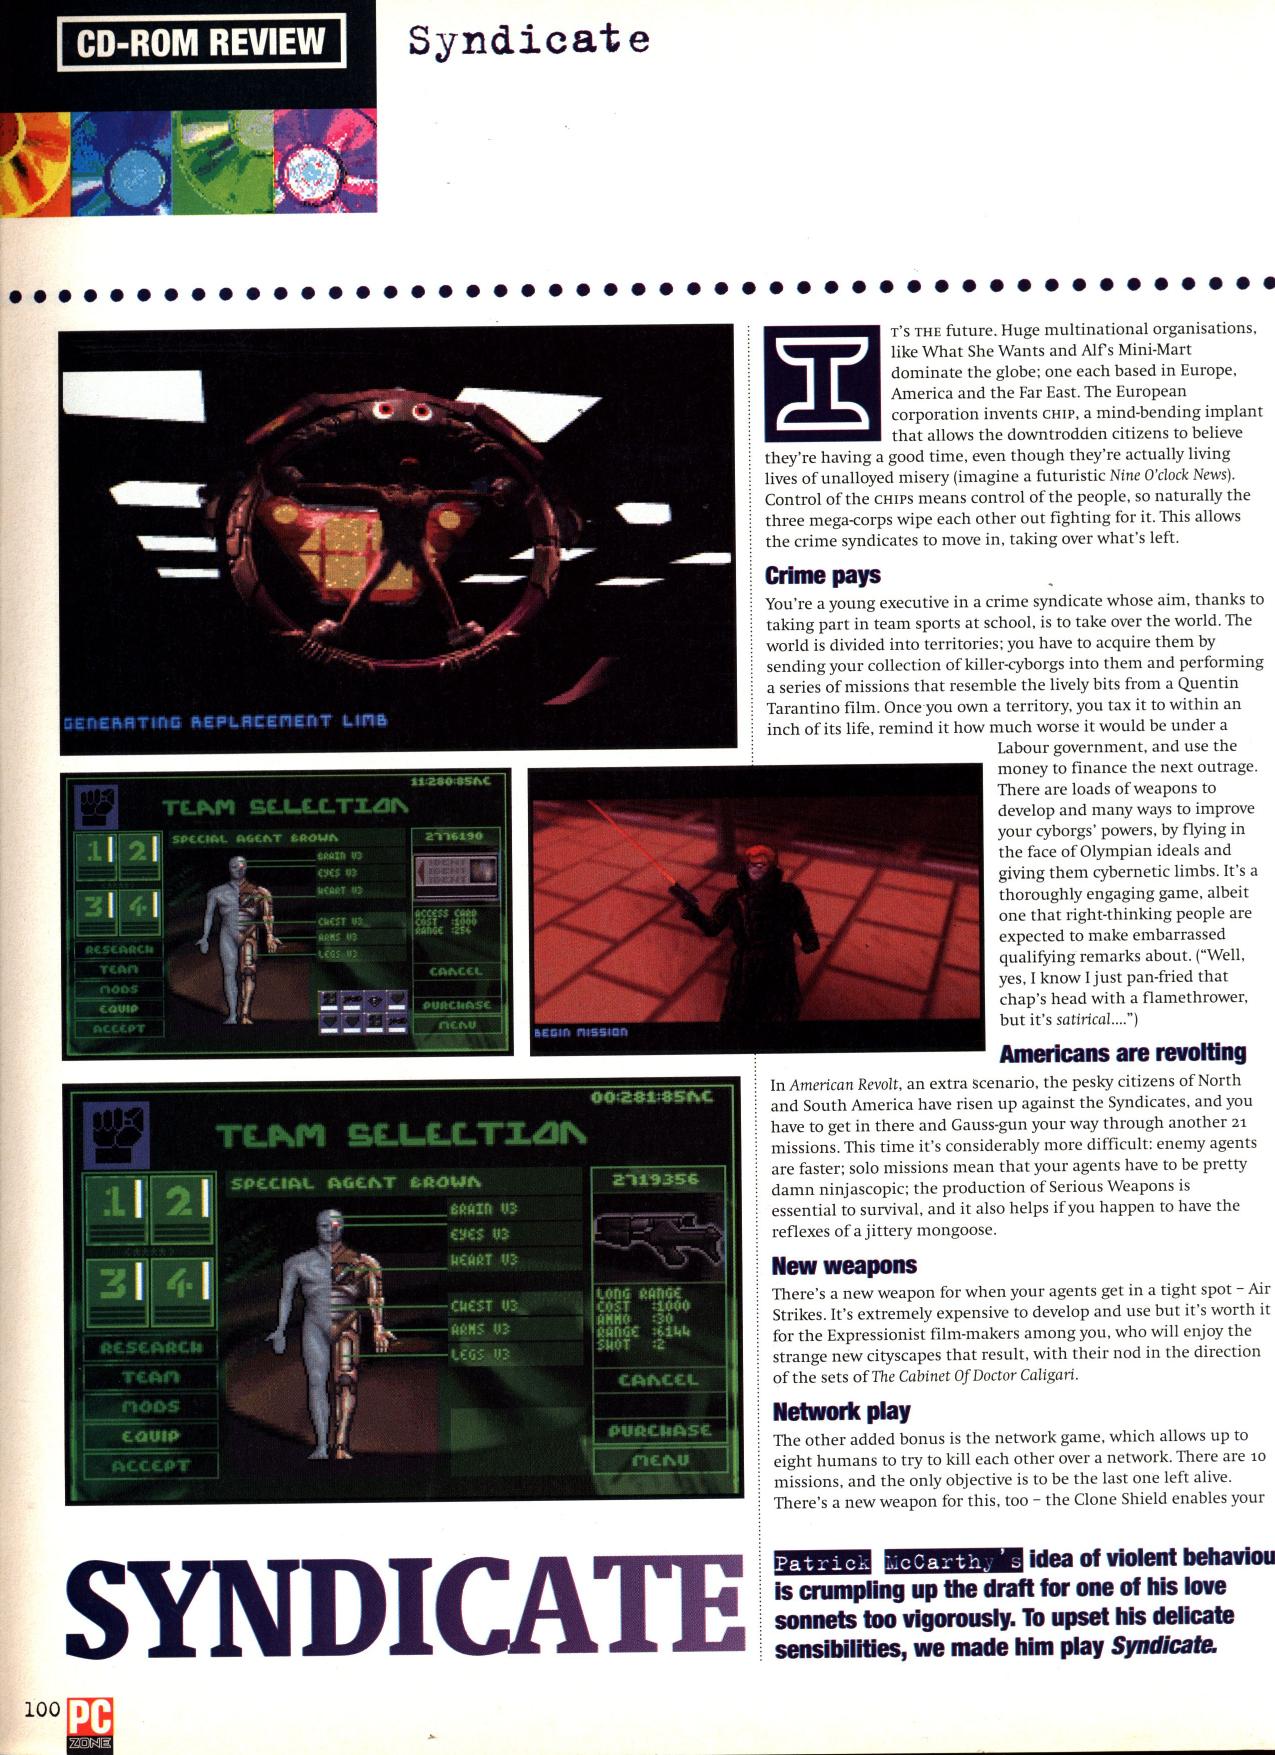 CD-ROM REVIEW
Syndicate
GENERATING REPLACEMENT LIMB
11:280:85NC
TEAM SELECTION
SPECIAL AGENT BROWN
2776190
1 2
3 4
BRAIN V3
EYES V3
HEART V3
CHEST V3
ARMS V3
LEGS V3
IDENT
IDENT
IDENT
ACCESS CARD
COST :1000
RANGE :256
RESEARCH
TEAM
MODS
EQUIP
ACCEPT
CANCEL
PURCHASE
MENU
BEGIN MISSION
00:281:85NC
TEAM SELECTION
SPECIAL AGENT BROWN
2719356
1 2
3 4
BRAIN V3
EYES V3
HEART V3
CHEST V3
ARMS V3
LEGS V3
LONG RANGE
COST :1000
AMMO :30
RANGE :6144
SHOT :2
RESEARCH
TEAM
MODS
EQUIP
ACCEPT
CANCEL
PURCHASE
MENU
IT'S THE future. Huge multinational organisations,
like What She Wants and Alf's Mini-Mart
dominate the globe; one each based in Europe,
America and the Far East. The European
corporation invents CHIP, a mind-bending implant
that allows the downtrodden citizens to believe
they're having a good time, even though they're actually living
lives of unalloyed misery (imagine a futuristic Nine O'clock News).
Control of the CHIPS means control of the people, so naturally the
three mega-corps wipe each other out fighting for it. This allows
the crime syndicates to move in, taking over what's left.
Crime pays
You're a young executive in a crime syndicate whose aim, thanks to
taking part in team sports at school, is to take over the world. The
world is divided into territories; you have to acquire them by
sending your collection of killer-cyborgs into them and performing
a series of missions that resemble the lively bits from a Quentin
Tarantino film. Once you own a territory, you tax it to within an
inch of its life, remind it how much worse it would be under a
Labour government, and use the
money to finance the next outrage.
There are loads of weapons to
develop and many ways to improve
your cyborgs' powers, by flying in
the face of Olympian ideals and
giving them cybernetic limbs. It's a
thoroughly engaging game, albeit
one that right-thinking people are
expected to make embarrassed
qualifying remarks about. ("Well,
yes, I know I just pan-fried that
chap's head with a flamethrower,
but it's satirical....")
Americans are revolting
In American Revolt, an extra scenario, the pesky citizens of North
and South America have risen up against the Syndicates, and you
have to get in there and Gauss-gun your way through another 21
missions. This time it's considerably more difficult: enemy agents
are faster; solo missions mean that your agents have to be pretty
damn ninjascopic; the production of Serious Weapons is
essential to survival, and it also helps if you happen to have the
reflexes of a jittery mongoose.
New weapons
There's a new weapon for when your agents get in a tight spot – Air
Strikes. It's extremely expensive to develop and use but it's worth it
for the Expressionist film-makers among you, who will enjoy the
strange new cityscapes that result, with their nod in the direction
of the sets of The Cabinet Of Doctor Caligari.
Network play
The other added bonus is the network game, which allows up to
eight humans to try to kill each other over a network. There are 10
missions, and the only objective is to be the last one left alive.
There's a new weapon for this, too – the Clone Shield enables your
SYNDICATE
Patrick McCarthy's idea of violent behaviou
is crumpling up the draft for one of his love
sonnets too vigorously. To upset his delicate
sensibilities, we made him play Syndicate.
100 PC
ZONE